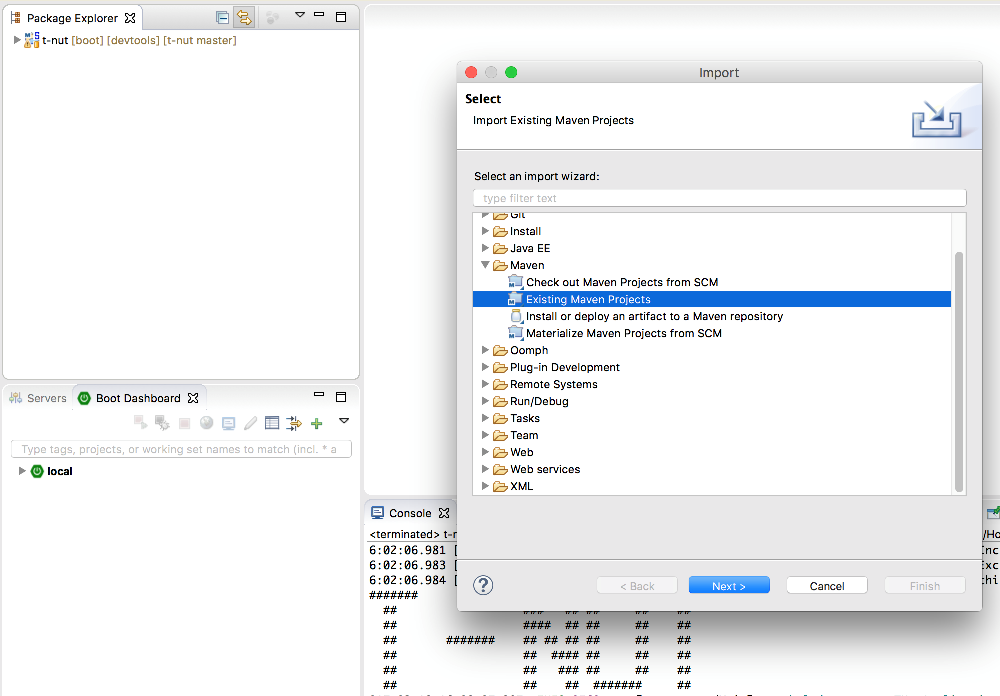 Package Explorer
t-nut [boot] [devtools] [t-nut master]
Import
Select
Import Existing Maven Projects
Select an import wizard:
type filter text
Git
Install
Java EE
Maven
Check out Maven Projects from SCM
Existing Maven Projects
Install or deploy an artifact to a Maven repository
Materialize Maven Projects from SCM
Oomph
Plug-in Development
Remote Systems
Run/Debug
Tasks
Team
Web
Web services
XML
< Back
Next >
Cancel
Finish
Servers
Boot Dashboard
Type tags, projects, or working set names to match (incl. * a
local
Console
<terminated> t-n
/Ho
6:02:06.981 [
Inc
6:02:06.983 [
Exc
6:02:06.984 [
chi
#######
## ### ## ## ## ##
## #### ## ## ## ##
## ####### ## ## ## ## ## ##
## ## #### ## ## ##
## ## ### ## ## ##
## ## ## ####### ##